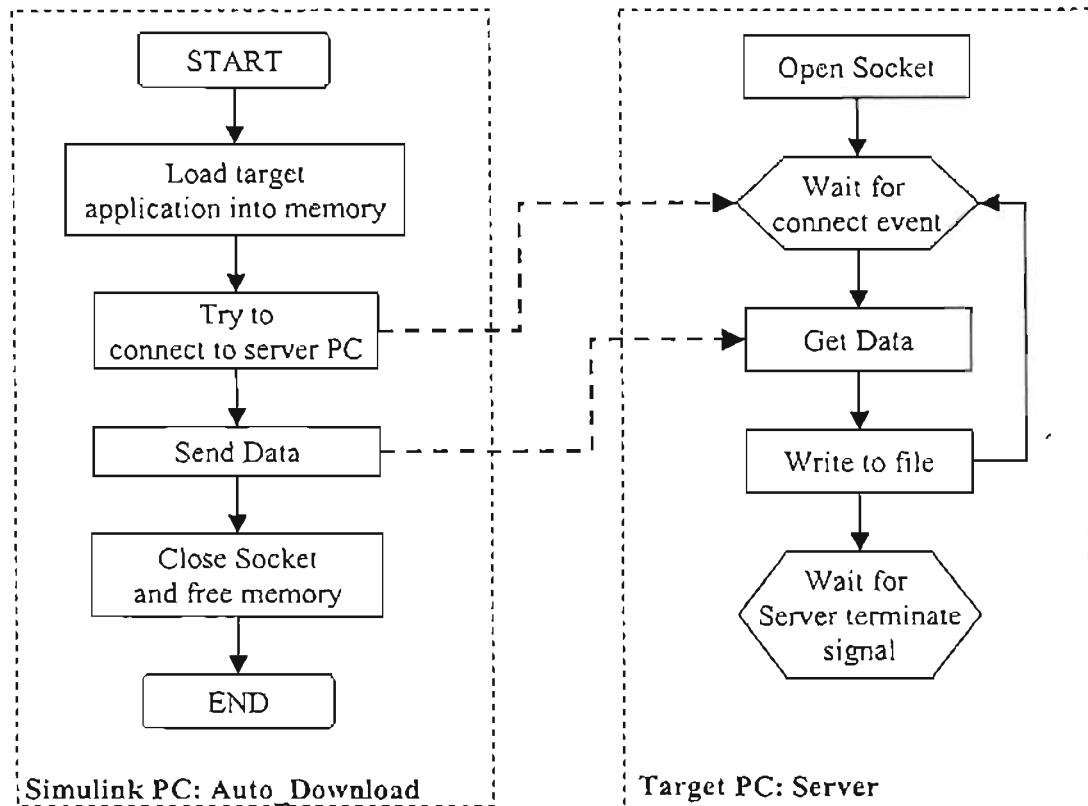 START
Load target
application into memory
Try to
connect to server PC
Send Data
Close Socket
and free memory
END
Simulink PC: Auto_Download
Open Socket
Wait for
connect event
Get Data
Write to file
Wait for
Server terminate
signal
Target PC: Server